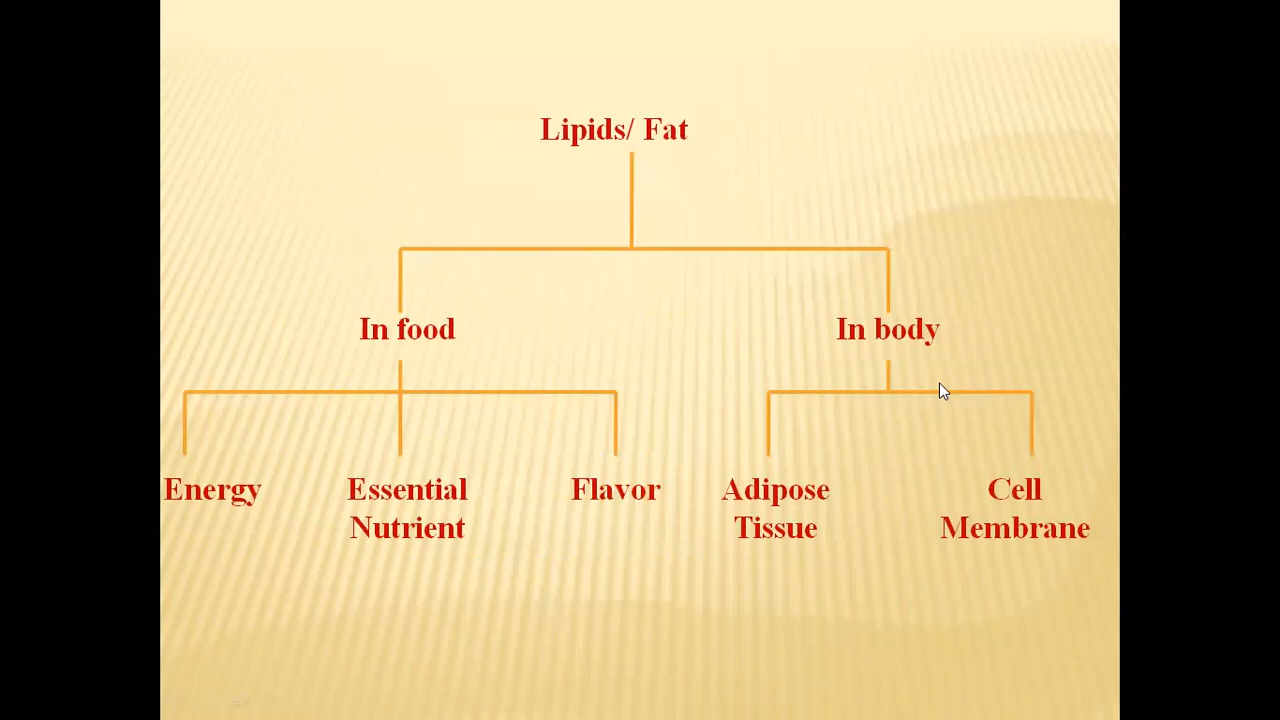 Lipids/ Fat
In food
In body
Energy
Essential
Nutrient
Flavor
Adipose
Tissue
Cell
Membrane